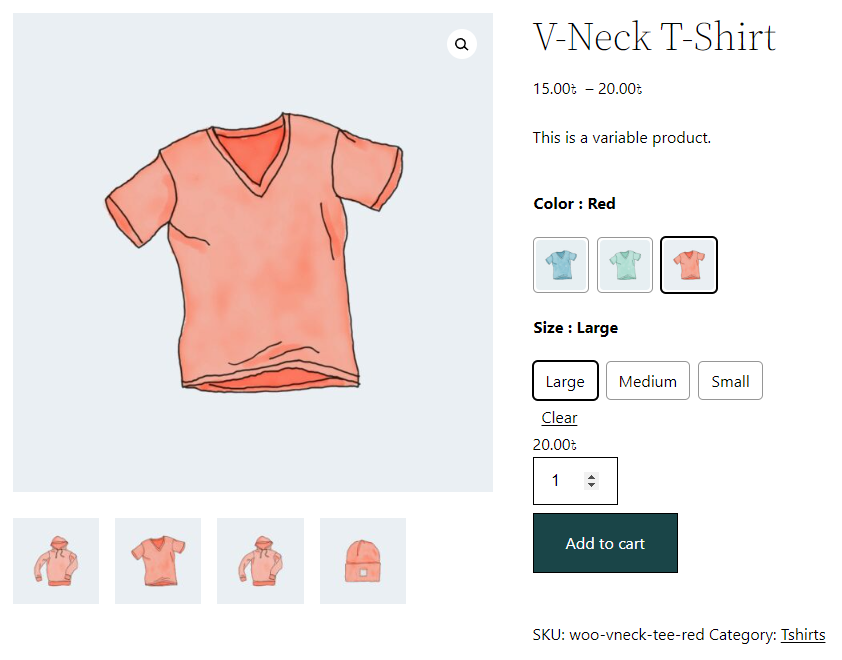 V-Neck T-Shirt
15.00৳ – 20.00৳
This is a variable product.
Color : Red
Size : Large
Large Medium Small
Clear
20.00৳
1
Add to cart
SKU: woo-vneck-tee-red Category: Tshirts